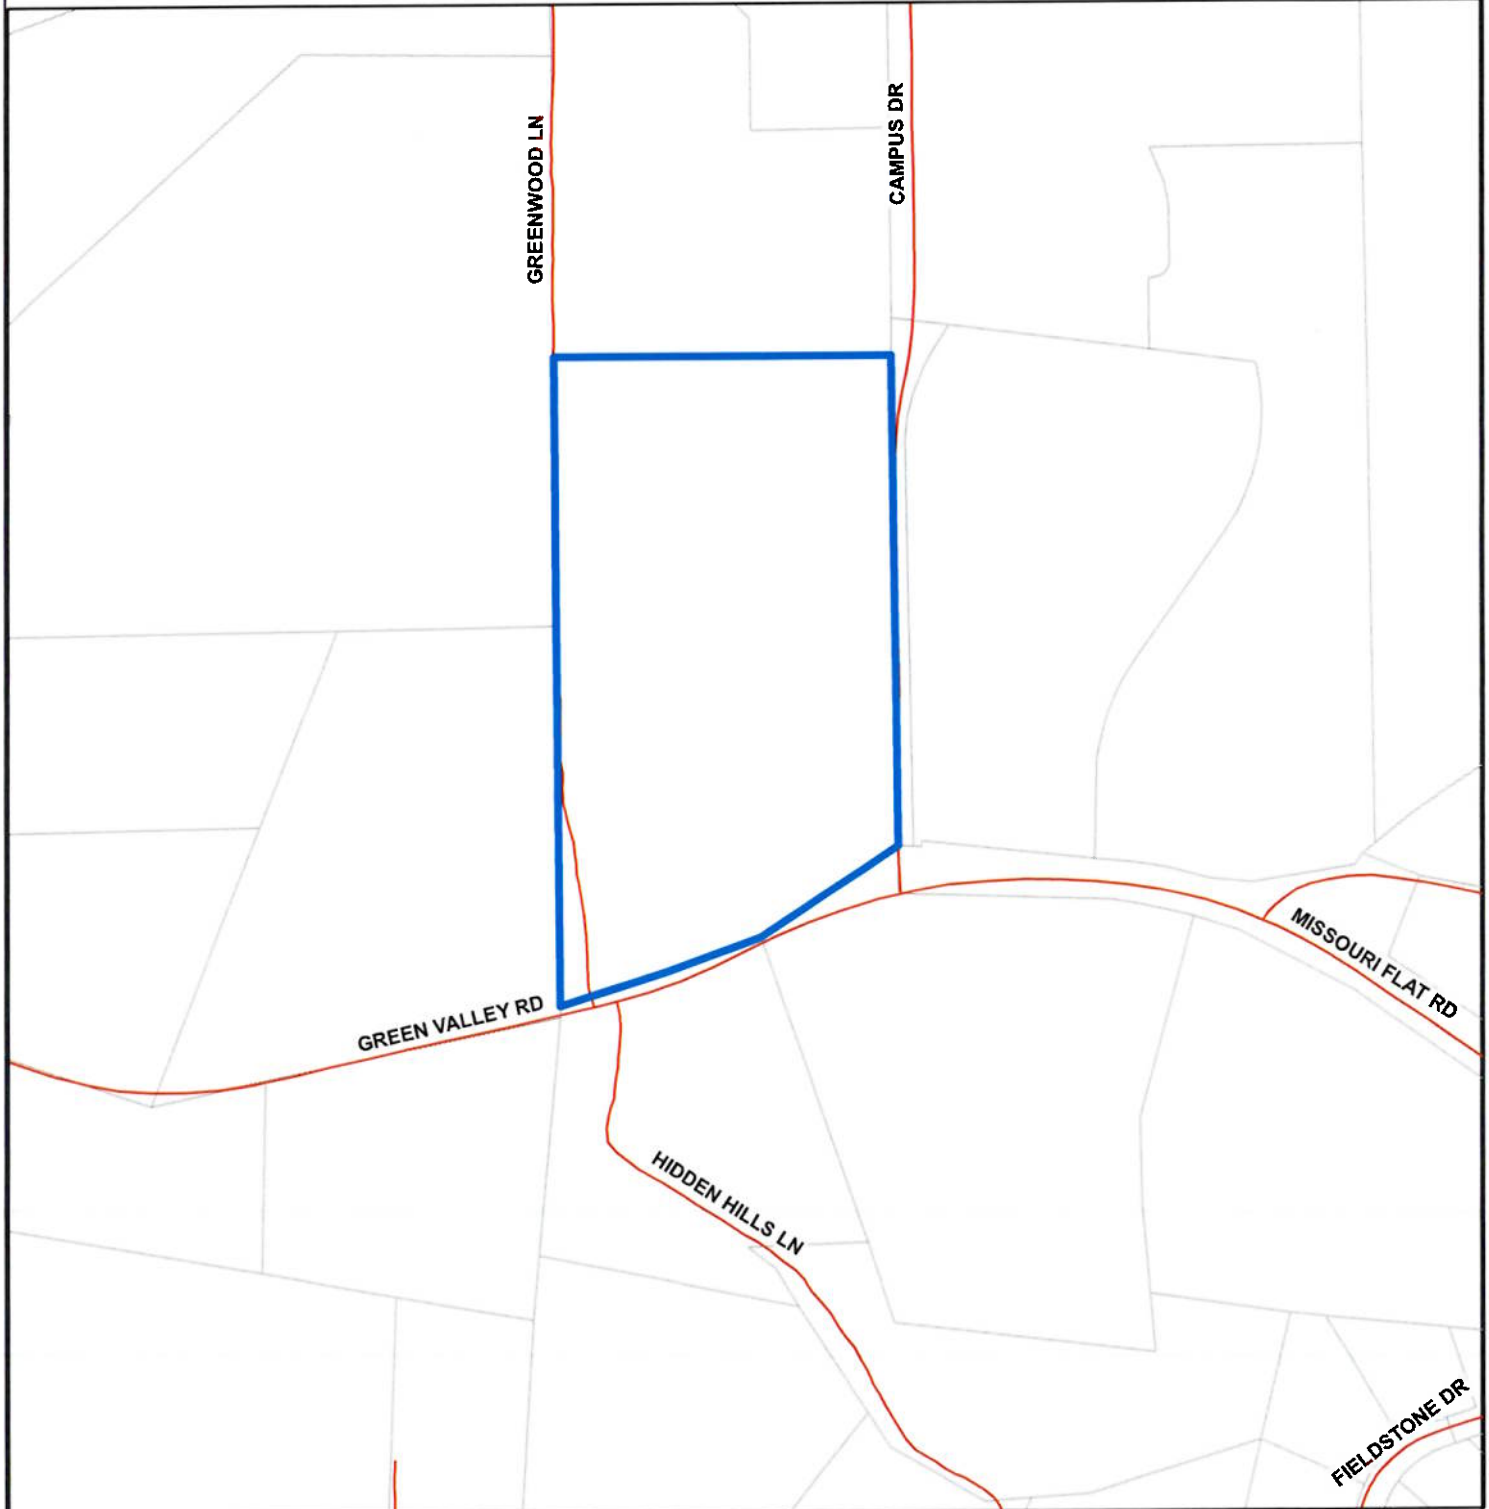 GREENWOOD LN
CAMPUS DR
MISSOURI FLAT RD
GREEN VALLEY RD
HIDDEN HILLS LN
FIELDSTONE DR